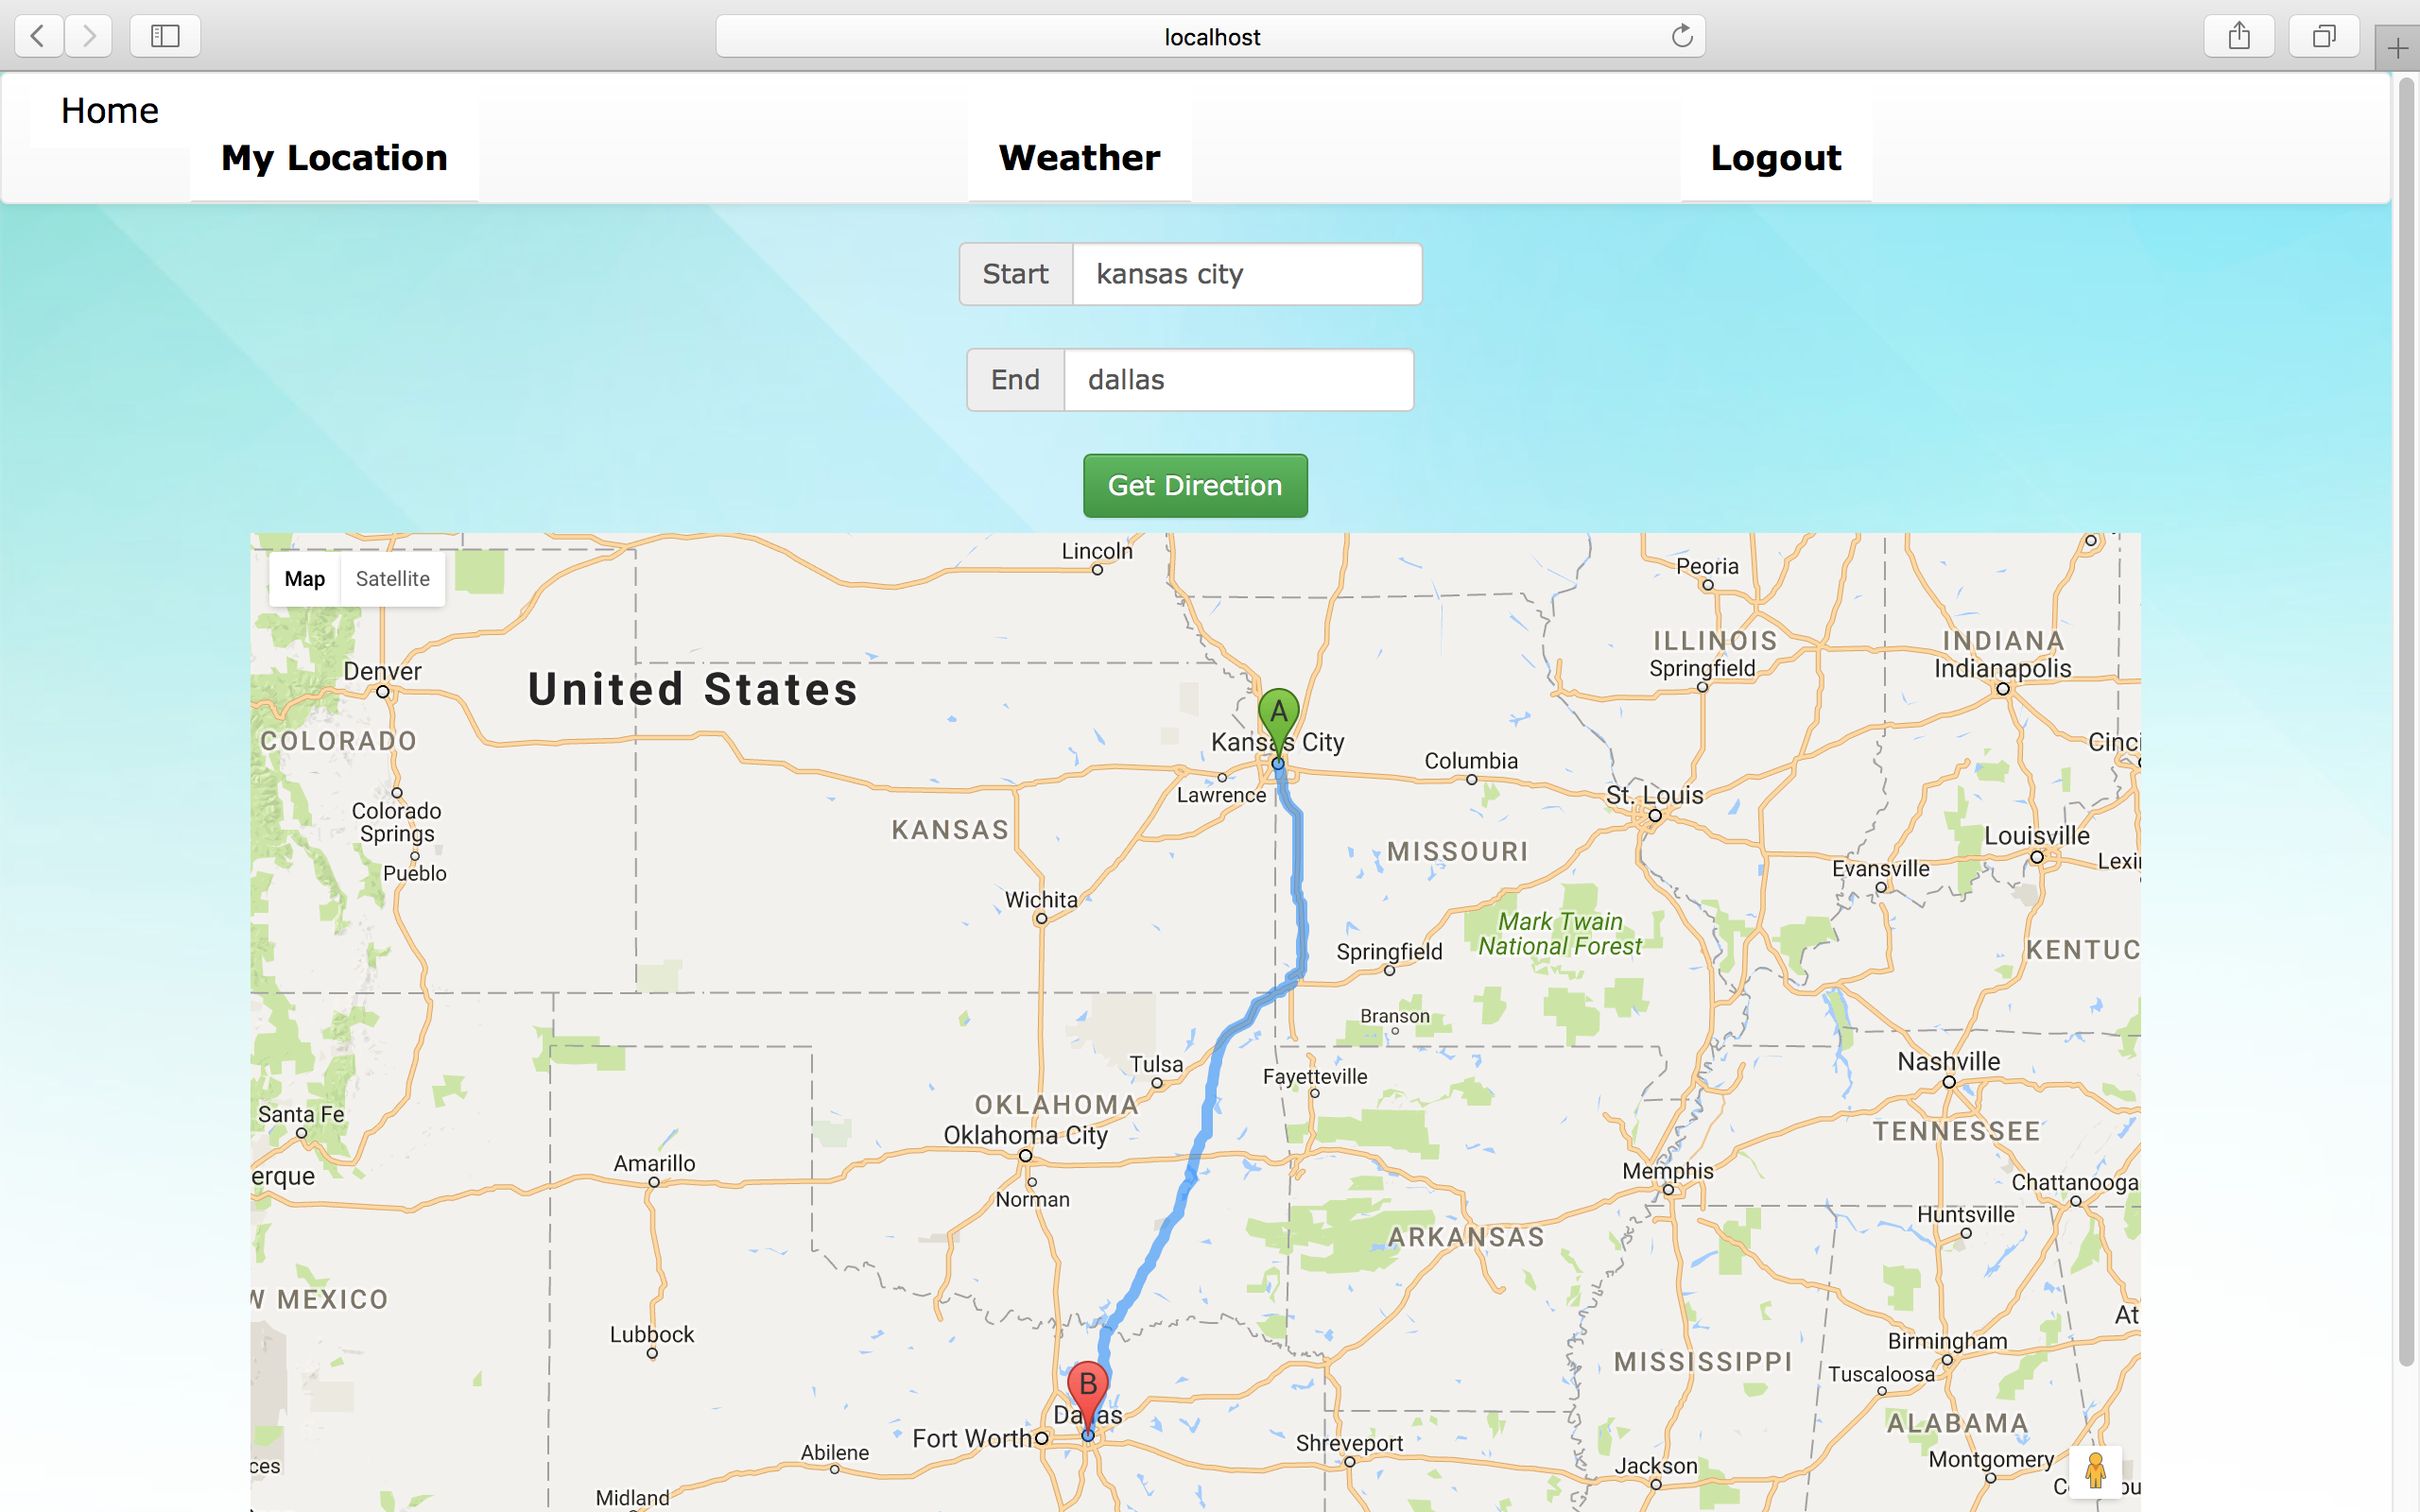 localhost
Home
My Location
Weather
Logout
Start
kansas city
End
dallas
Get Direction
Map
Satellite
Lincoln
Peoria
ILLINOIS
INDIANA
Springfield
Indianapolis
Denver
United States
A
COLORADO
Kansas City
Cinci
Columbia
Lawrence
St. Louis
Colorado
Springs
KANSAS
Louisville
MISSOURI
Lexi
Pueblo
Evansville
Wichita
Mark Twain
National Forest
Springfield
KENTUC
Branson
Tulsa
Nashville
Fayetteville
OKLAHOMA
Santa Fe
Oklahoma City
TENNESSEE
Amarillo
Memphis
erque
Chattanooga
Norman
Huntsville
ARKANSAS
W MEXICO
At
Lubbock
Birmingham
MISSISSIPPI
Tuscaloosa
B
Dallas
ALABAMA
Fort Worth
Shreveport
Abilene
Montgomery
ces
Jackson
Midland